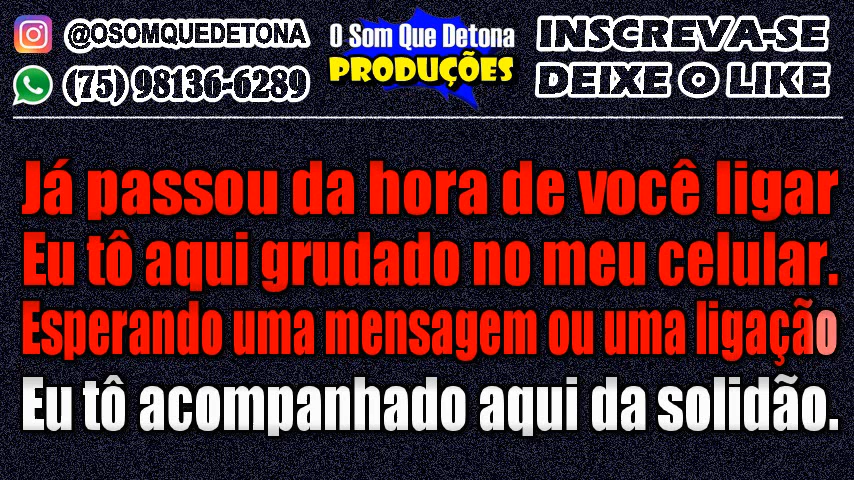 @OSOMQUEDETONA
(75) 98136-6289
O Som Que Detona
PRODUÇÕES
INSCREVA-SE
DEIXE O LIKE
Já passou da hora de você ligar
Eu tô aqui grudado no meu celular.
Esperando uma mensagem ou uma ligação
Eu tô acompanhado aqui da solidão.